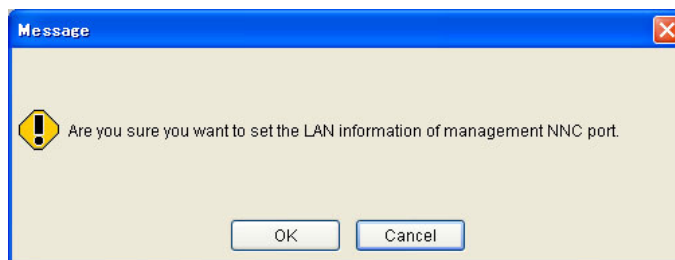 Message
Are you sure you want to set the LAN information of management NNC port.
OK Cancel